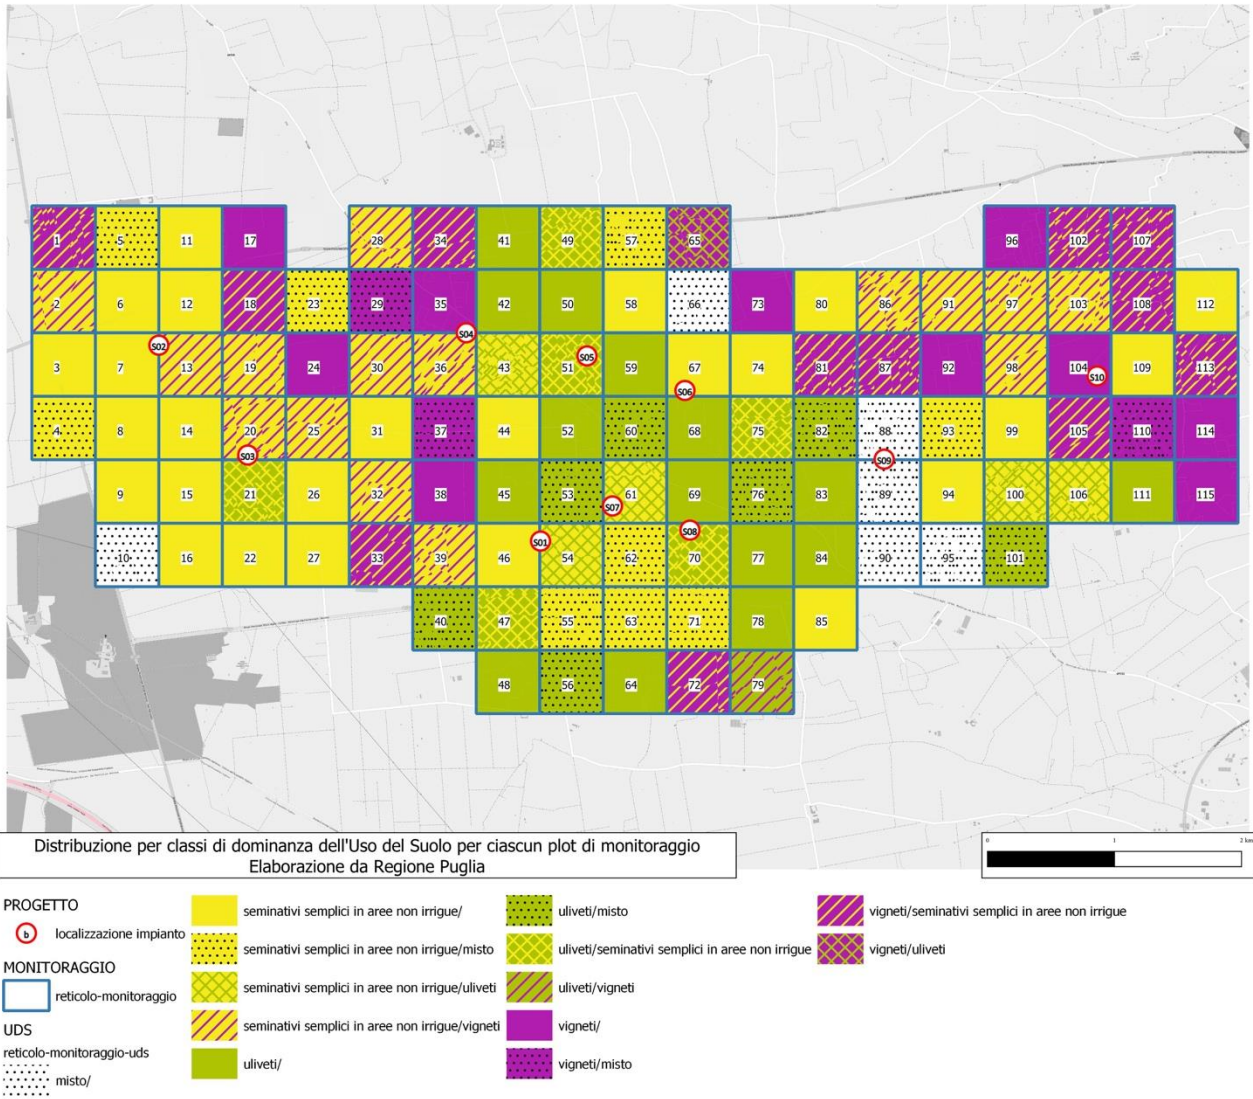 1 5 11 17 28 34 41 49 57 65 96 102 107
2 6 12 18 23 29 35 42 50 58 66 73 80 86 91 97 103 108 112
S04
S02
S05
3 7 13 19 24 30 36 43 51 59 67 74 81 87 92 98 104 109 113
S10
S06
4 8 14 20 25 31 37 44 52 60 68 75 82 88 93 99 105 110 114
S03
S09
9 15 21 26 32 38 45 53 61 69 76 83 89 94 100 106 111 115
S07
S08
S01
10 16 22 27 33 39 46 54 62 70 77 84 90 95 101
40 47 55 63 71 78 85
48 56 64 72 79
Distribuzione per classi di dominanza dell'Uso del Suolo per ciascun plot di monitoraggio
Elaborazione da Regione Puglia
0 1 2 km
PROGETTO
b localizzazione impianto
MONITORAGGIO
reticolo-monitoraggio
UDS
reticolo-monitoraggio-uds
misto/
seminativi semplici in aree non irrigue/
seminativi semplici in aree non irrigue/misto
seminativi semplici in aree non irrigue/uliveti
seminativi semplici in aree non irrigue/vigneti
uliveti/
uliveti/misto
uliveti/seminativi semplici in aree non irrigue
uliveti/vigneti
vigneti/
vigneti/misto
vigneti/seminativi semplici in aree non irrigue
vigneti/uliveti